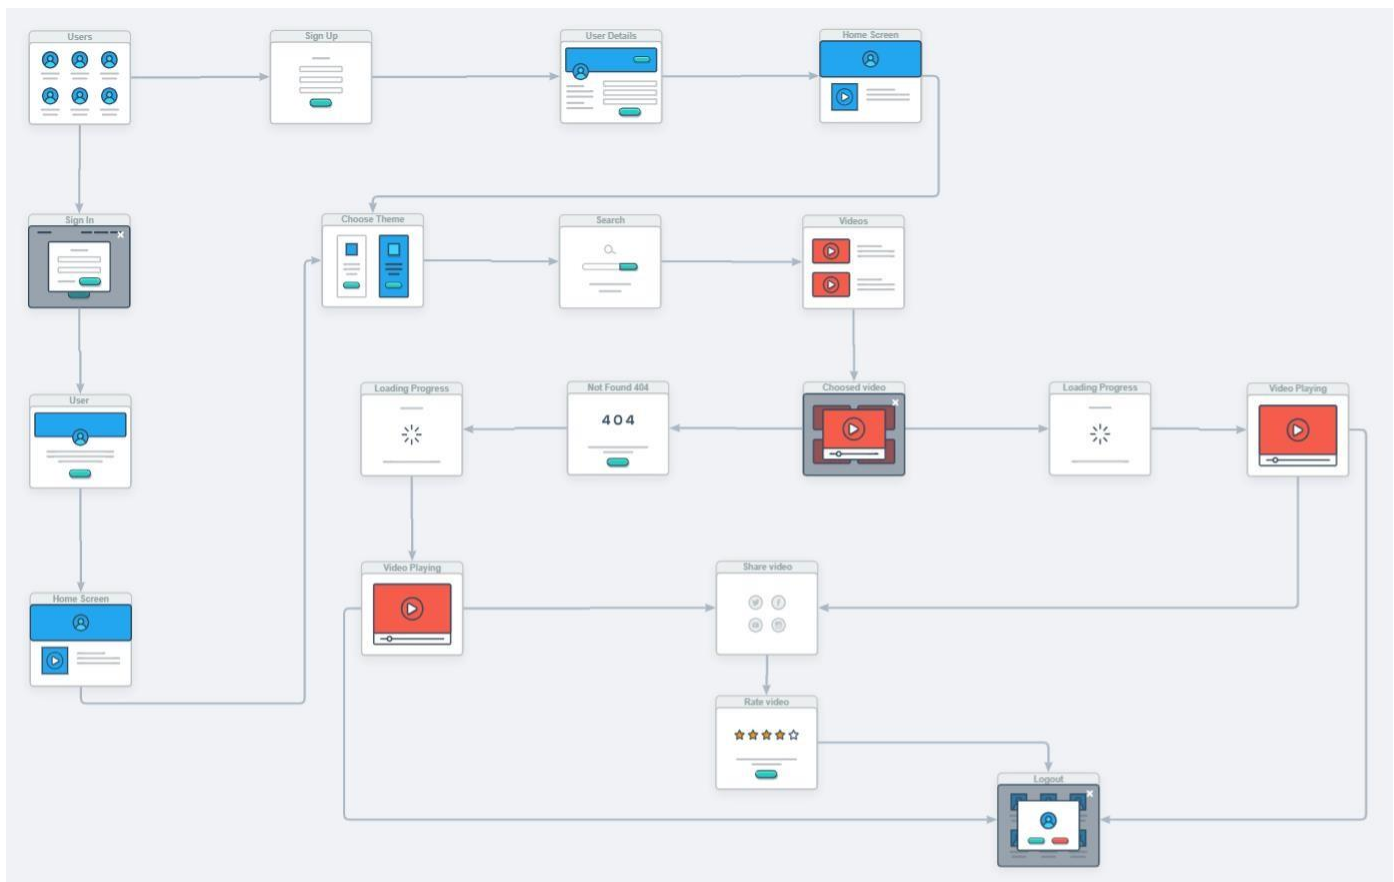 Users
Sign Up
User Details
Home Screen
Sign In
Choose Theme
Search
Videos
User
Loading Progress
Not Found 404
404
Choosed video
Loading Progress
Video Playing
Home Screen
Video Playing
Share video
Rate video
Logout